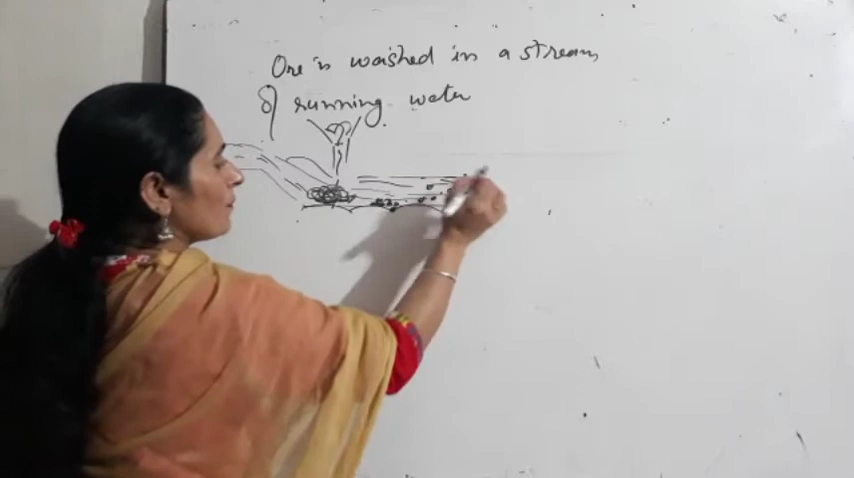 Ore is washed in a stream
of running water